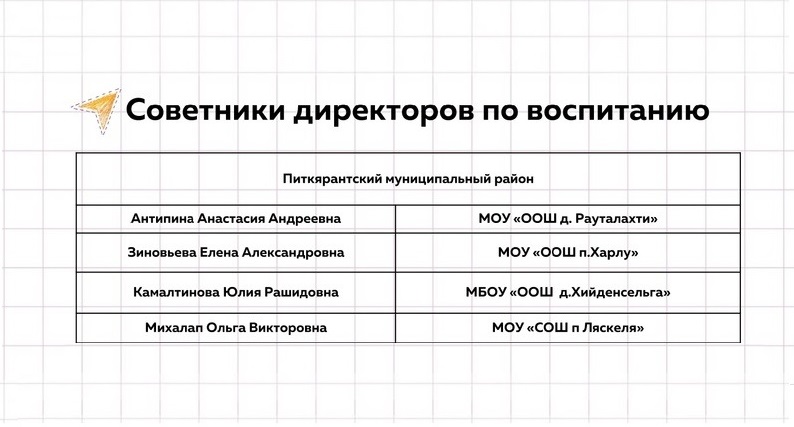 Советники директоров по воспитанию
Питкярантский муниципальный район
Антипина Анастасия Андреевна МОУ «ООШ д. Рауталахти»
Зиновьева Елена Александровна МОУ «ООШ п.Харлу»
Камалтинова Юлия Рашидовна МБОУ «ООШ д.Хийденсельга»
Михалап Ольга Викторовна МОУ «СОШ п Ляскеля»